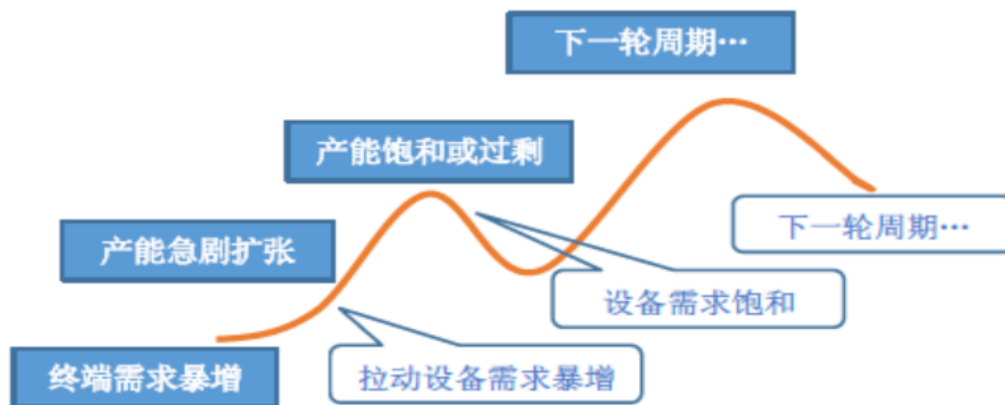 下一轮周期…
产能饱和或过剩
产能急剧扩张
下一轮周期…
设备需求饱和
终端需求暴增
拉动设备需求暴增